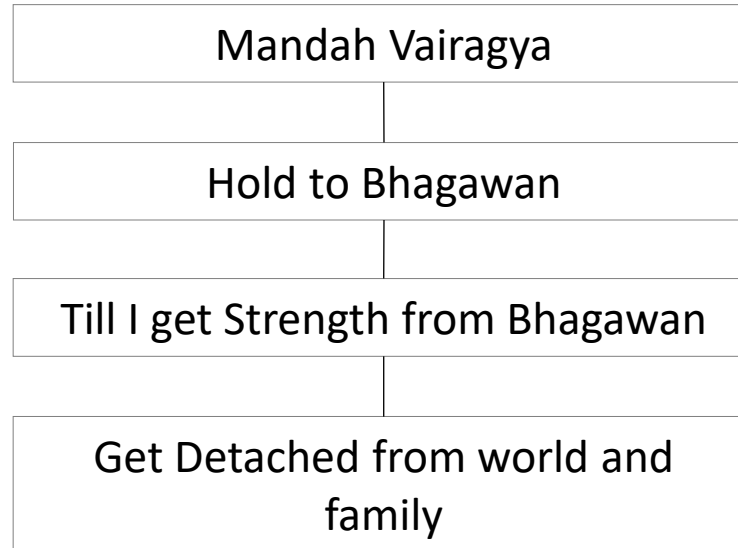 Mandah Vairagya
Hold to Bhagawan
Till I get Strength from Bhagawan
Get Detached from world and
family